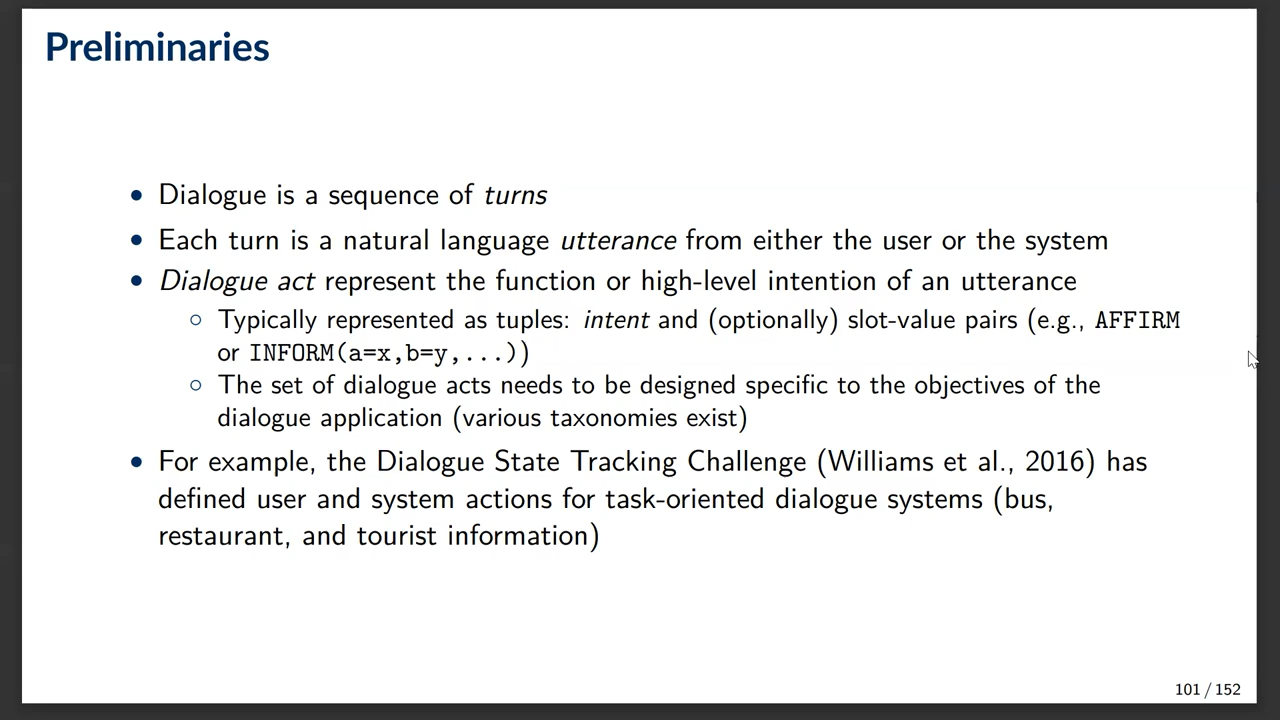 Preliminaries
• Dialogue is a sequence of turns
• Each turn is a natural language utterance from either the user or the system
• Dialogue act represent the function or high-level intention of an utterance
○ Typically represented as tuples: intent and (optionally) slot-value pairs (e.g., AFFIRM
or INFORM(a=x,b=y,...))
○ The set of dialogue acts needs to be designed specific to the objectives of the
dialogue application (various taxonomies exist)
• For example, the Dialogue State Tracking Challenge (Williams et al., 2016) has
defined user and system actions for task-oriented dialogue systems (bus,
restaurant, and tourist information)
101 / 152